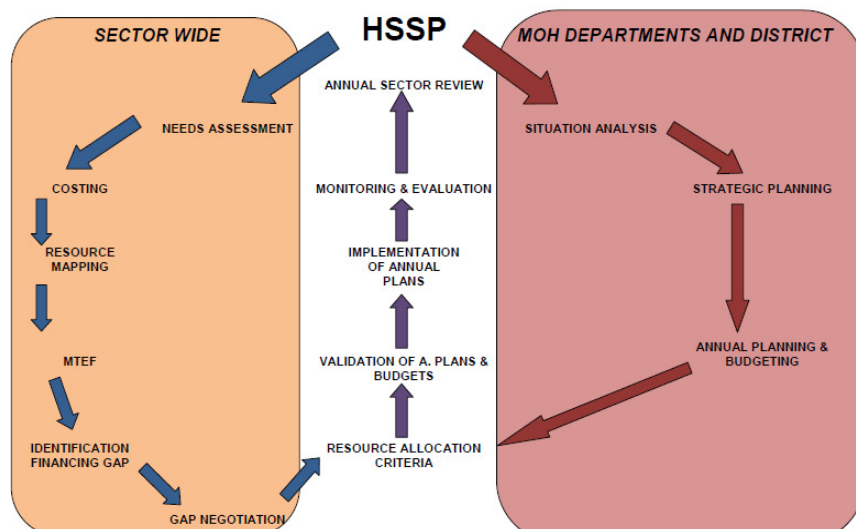 SECTOR WIDE
HSSP
MOH DEPARTMENTS AND DISTRICT
ANNUAL SECTOR REVIEW
NEEDS ASSESSMENT
SITUATION ANALYSIS
COSTING
MONITORING & EVALUATION
STRATEGIC PLANNING
RESOURCE
MAPPING
IMPLEMENTATION
OF ANNUAL
PLANS
MTEF
VALIDATION OF A. PLANS &
BUDGETS
ANNUAL PLANNING &
BUDGETING
IDENTIFICATION
FINANCING GAP
RESOURCE ALLOCATION
CRITERIA
GAP NEGOTIATION